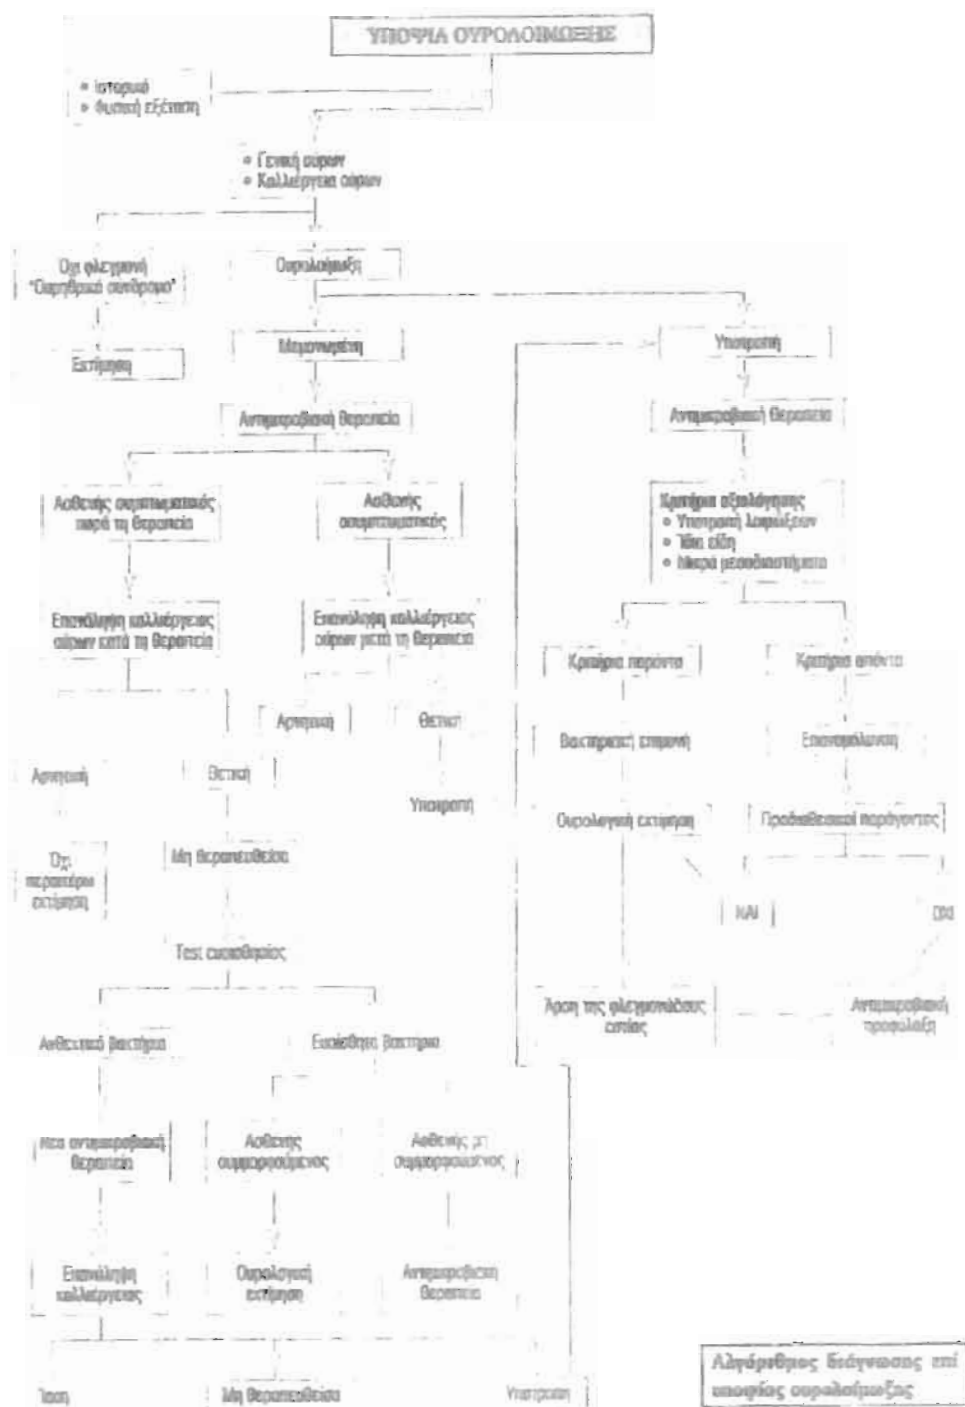 ΥΠΟΨΙΑ ΟΥΡΟΛΟΙΜΩΞΗΣ
• Ιστορικό
• Φυσική εξέταση
• Γενική ούρων
• Καλλιέργεια ούρων
Όχι φλεγμονή
"Ουρηθρικό συνδρομο"
Ουρολοίμωξη
Εκτίμηση
Μεμονωμένη
Υποτροπή
Αντιμικροβιακή θεραπεία
Αντιμικροβιακή θεραπεία
Ασθενής συμπτωματικός
παρά τη θεραπεία
Ασθενής
ασυμπτωματικός
Κριτήρια αξιολόγησης
• Υποτροπή λοιμώξεων
• Ίδια είδη
• Μικρά μεσοδιαστήματα
Επανάληψη καλλιέργειας
ούρων κατά τη θεραπεία
Επανάληψη καλλιέργειας
ούρων μετά τη θεραπεία
Κριτήρια παρόντα
Κριτήρια απόντα
Αρνητική
Θετική
Βακτηριακή επιμονή
Επαναμόλυνση
Αρνητική
Θετική
Υποτροπή
Ουρολογική εκτίμηση
Προδιαθεσικοί παράγοντες
Όχι
περαιτέρω
εκτίμηση
Μη θεραπευθείσα
ΝΑΙ
ΟΧΙ
Test ευαισθησίας
Άρση της φλεγμονώδους
εστίας
Αντιμικροβιακή
προφύλαξη
Ανθεκτικά βακτήρια
Ευαίσθητα βακτήρια
Νέα αντιμικροβιακή
θεραπεία
Ασθενής
συμμορφούμενος
Ασθενής μη
συμμορφούμενος
Επανάληψη
καλλιέργειας
Ουρολογική
εκτίμηση
Αντιμικροβιακή
θεραπεία
Ίαση
Μη θεραπευθείσα
Υποτροπη
Αλγόριθμος διάγνωσης επί
υποψίας ουρολοίμωξης